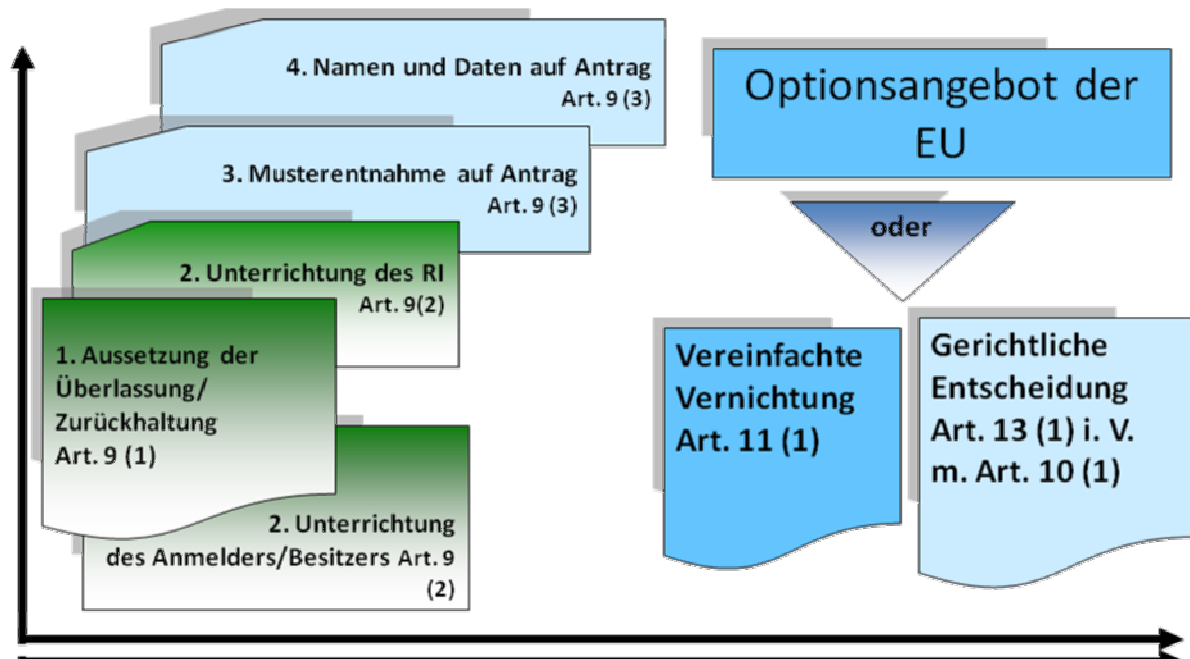 4. Namen und Daten auf Antrag
Art. 9 (3)
3. Musterentnahme auf Antrag
Art. 9 (3)
2. Unterrichtung des RI
Art. 9(2)
1. Aussetzung der
Überlassung/
Zurückhaltung
Art. 9 (1)
2. Unterrichtung
des Anmelders/Besitzers Art. 9
(2)
Optionsangebot der
EU
oder
Vereinfachte
Vernichtung
Art. 11 (1)
Gerichtliche
Entscheidung
Art. 13 (1) i. V.
m. Art. 10 (1)